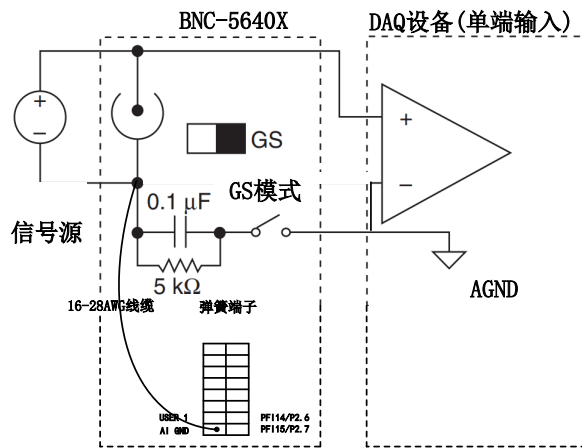 BNC-5640X
DAQ设备(单端输入)
+
−
GS
+
−
信号源
0.1 μF
GS模式
5 kΩ
AGND
16-28AWG线缆
弹簧端子
USER 1
PFI14/P2.6
AI GND
PFI15/P2.7